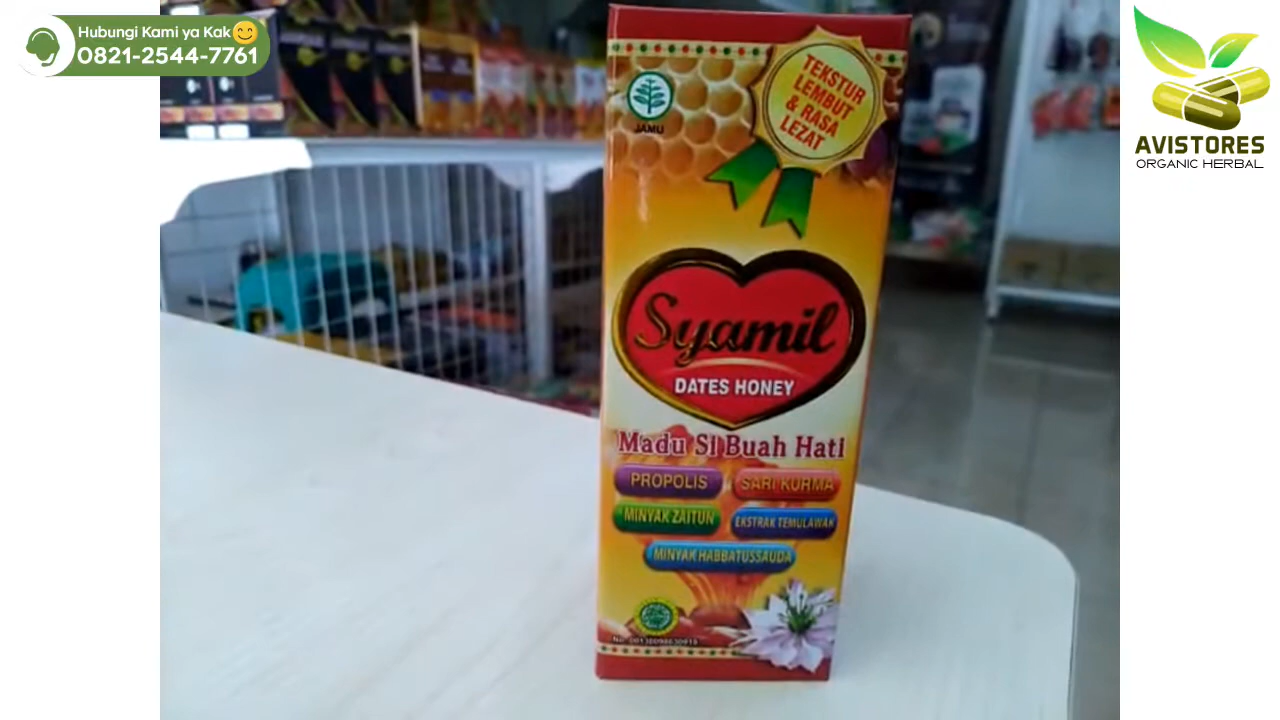 Hubungi Kami ya Kak😊
0821-2544-7761
AVISTORES
ORGANIC HERBAL
JAMU
TEKSTUR
LEMBUT
& RASA
LEZAT
Syamil
DATES HONEY
Madu Si Buah Hati
PROPOLIS
SARI KURMA
MINYAK ZAITUN
EKSTRAK TEMULAWAK
MINYAK HABBATUSSAUDA